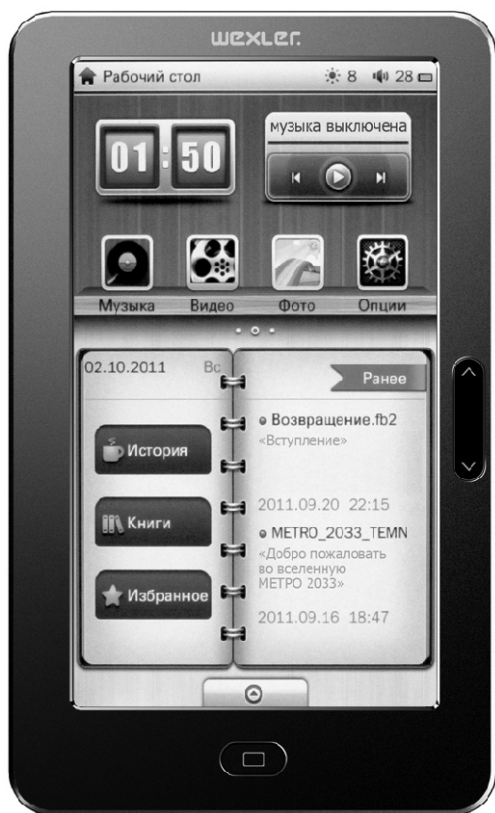 WEXLER.
Рабочий стол 8 28
01 : 50
музыка выключена
Музыка Видео Фото Опции
02.10.2011 Вс
История
Книги
Избранное
Ранее
Возвращение.fb2
«Вступление»
2011.09.20 22:15
METRO_2033_TEMN
«Добро пожаловать
во вселенную
МЕТРО 2033»
2011.09.16 18:47